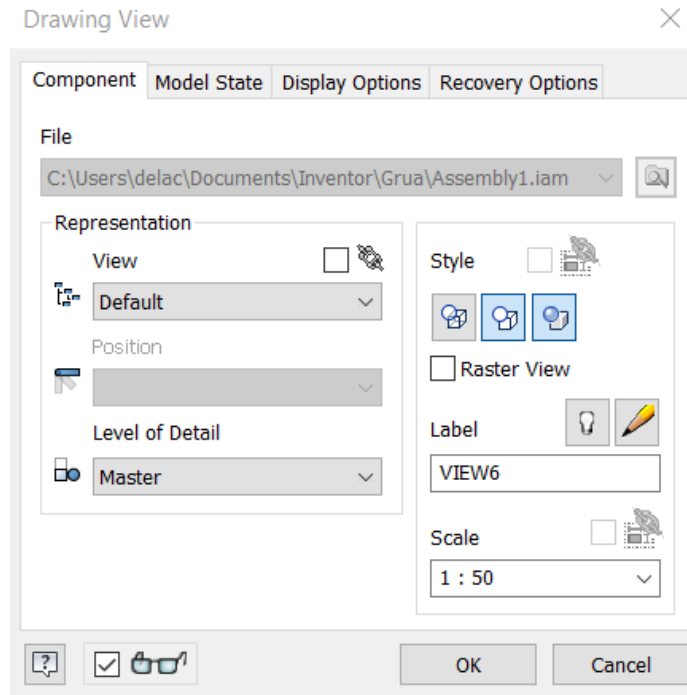 Drawing View
Component Model State Display Options Recovery Options
File
C:\Users\delac\Documents\Inventor\Grua\Assembly1.iam
Representation
View
Default
Position
Level of Detail
Master
Style
Raster View
Label
VIEW6
Scale
1 : 50
OK Cancel